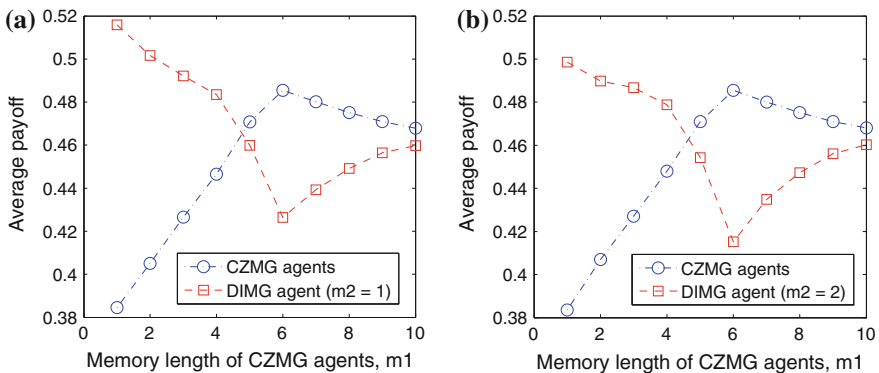 (a)
0.52
0.5
0.48
0.46
0.44
0.42
0.4
0.38
Average payoff
0 2 4 6 8 10
Memory length of CZMG agents, m1
CZMG agents
DIMG agent (m2 = 1)
(b)
0.52
0.5
0.48
0.46
0.44
0.42
0.4
0.38
Average payoff
0 2 4 6 8 10
Memory length of CZMG agents, m1
CZMG agents
DIMG agent (m2 = 2)